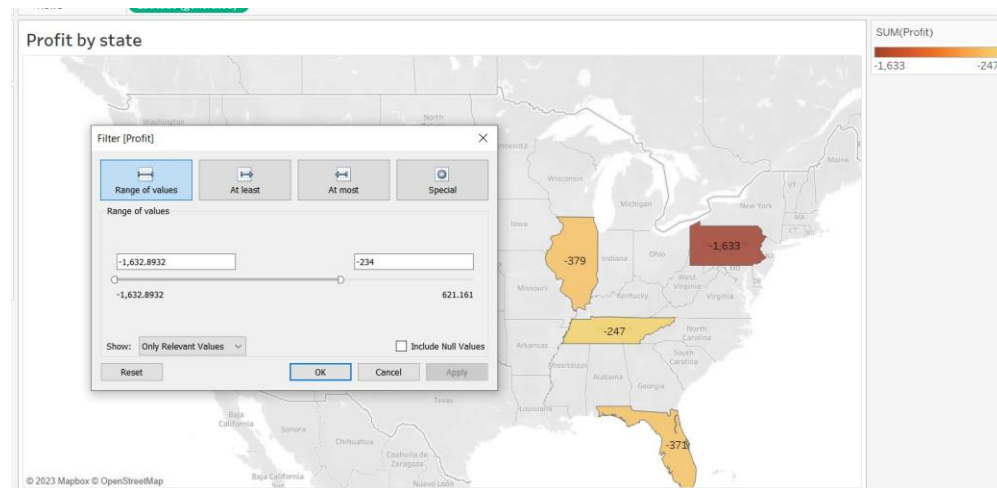 Profit by state
SUM(Profit)
-1,633
-247
Washington
North
Minnesota
Maine
Wisconsin
Michigan
VT
New York
MA
CT
Iowa
-1,633
NJ
MD
DE
-379
Indiana
Ohio
West
Virginia
Missouri
Kentucky
Virginia
-247
North
Carolina
Arkansas
South
Carolina
Mississippi
Alabama
Georgia
Texas
Louisiana
-371
Baja
California
Sonora
Chihuahua
Coahuila de
Zaragoza
Baja California
Sur
Nuevo León
Filter [Profit]
Range of values
At least
At most
Special
Range of values
-1,632.8932
-234
-1,632.8932
621.161
Show: Only Relevant Values
Include Null Values
Reset
OK
Cancel
Apply
© 2023 Mapbox © OpenStreetMap